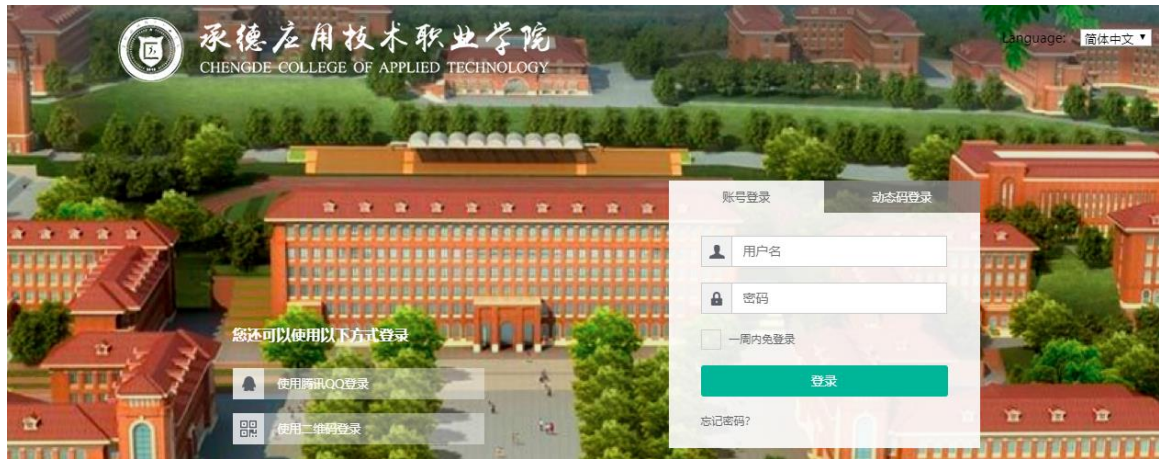 承德应用技术职业学院
CHENGDE COLLEGE OF APPLIED TECHNOLOGY
Language: 简体中文
账号登录 动态码登录
用户名
密码
一周内免登录
登录
忘记密码?
您还可以使用以下方式登录
使用腾讯QQ登录
使用二维码登录